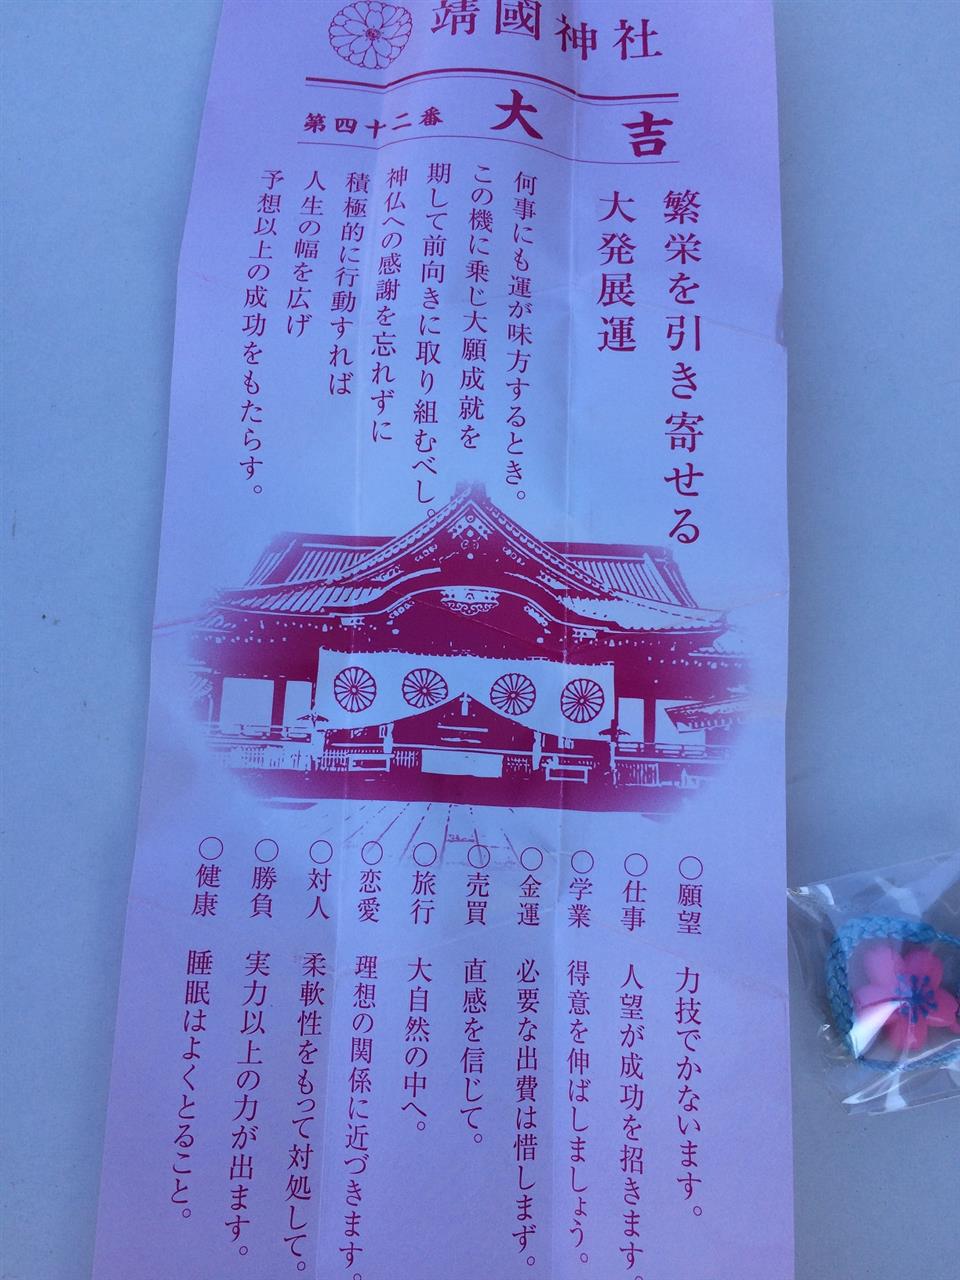 靖國神社
第四十二番
大吉
繁栄を引き寄せる
大発展運
何事にも運が味方するとき。
この機に乗じ大願成就を
期して前向きに取り組むべし。
神仏への感謝を忘れずに
積極的に行動すれば
人生の幅を広げ
予想以上の成功をもたらす。
○願望 力技でかないます。
○仕事 人望が成功を招きます。
○学業 得意を伸ばしましょう。
○金運 必要な出費は惜しまず。
○売買 直感を信じて。
○旅行 大自然の中へ。
○恋愛 理想の関係に近づきます。
○対人 柔軟性をもって対処して。
○勝負 実力以上の力が出ます。
○健康 睡眠はよくとること。